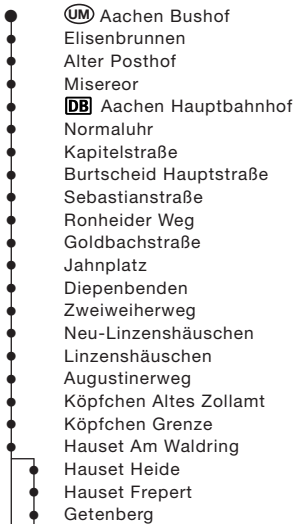 UM Aachen Bushof
Elisenbrunnen
Alter Posthof
Misereor
DB Aachen Hauptbahnhof
Normaluhr
Kapitelstraße
Burtscheid Hauptstraße
Sebastianstraße
Ronheider Weg
Goldbachstraße
Jahnplatz
Diepenbenden
Zweiweiherweg
Neu-Linzenshäuschen
Linzenshäuschen
Augustinerweg
Köpfchen Altes Zollamt
Köpfchen Grenze
Hauset Am Waldring
Hauset Heide
Hauset Frepert
Getenberg